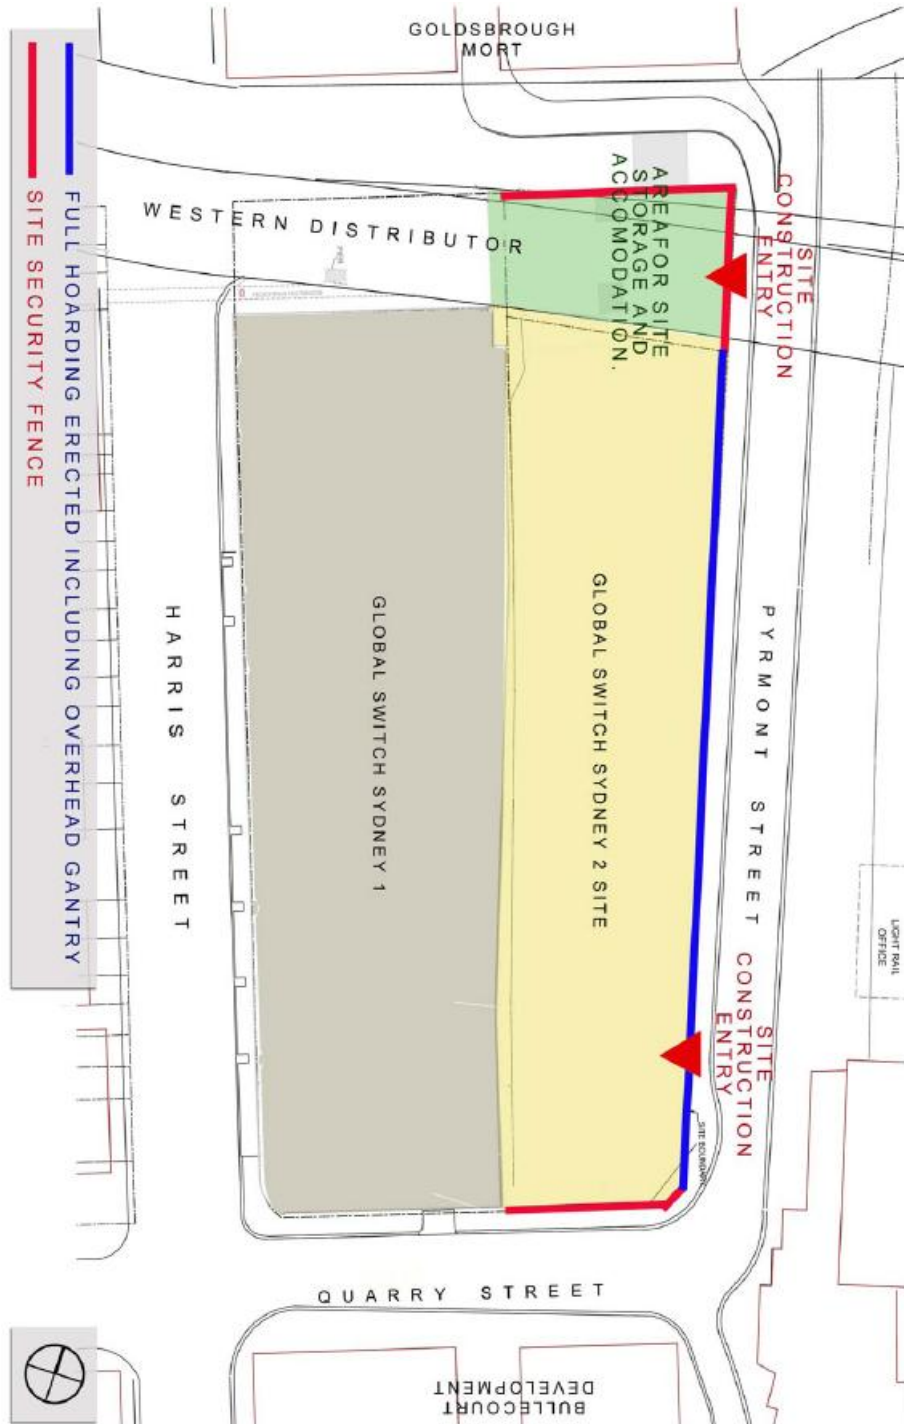 GOLDSBROUGH
MORT
WESTERN DISTRIBUTOR
AREAFOR SITE
STORAGE AND
ACCOMODATION.
SITE
CONSTRUCTION
ENTRY
FULL HOARDING ERECTED INCLUDING OVERHEAD GANTRY
SITE SECURITY FENCE
HARRIS STREET
GLOBAL SWITCH SYDNEY 1
GLOBAL SWITCH SYDNEY 2 SITE
PYRMONT STREET
LIGHT RAIL
OFFICE
SITE
CONSTRUCTION
ENTRY
SITE BOUNDARY
QUARRY STREET
BULLECOURT
DEVELOPMENT